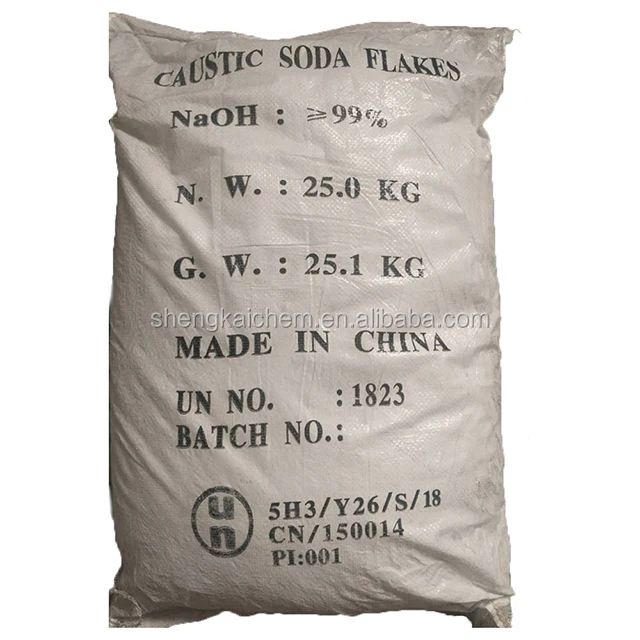 CAUSTIC SODA FLAKES
NaOH : ≥99%
N. W. : 25.0 KG
G. W. : 25.1 KG
shengkaichem.en.alibaba.com
MADE IN CHINA
UN NO. :1823
BATCH NO.:
un
5H3/Y26/S/18
CN/150014
PI:001